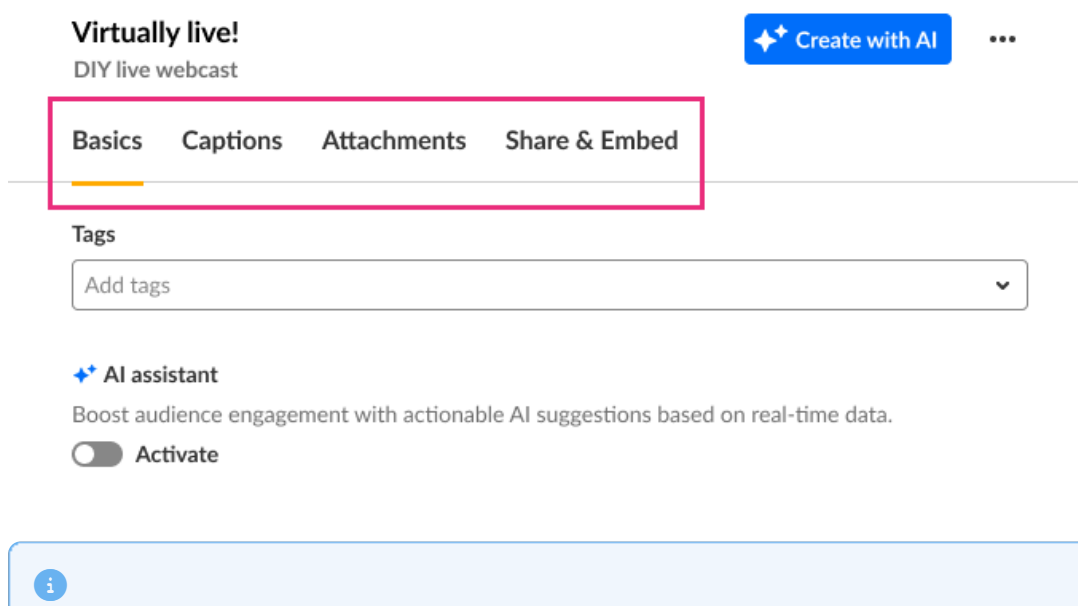 Virtually live!
Create with AI
DIY live webcast
Basics Captions Attachments Share & Embed
Tags
Add tags
AI assistant
Boost audience engagement with actionable AI suggestions based on real-time data.
Activate
i